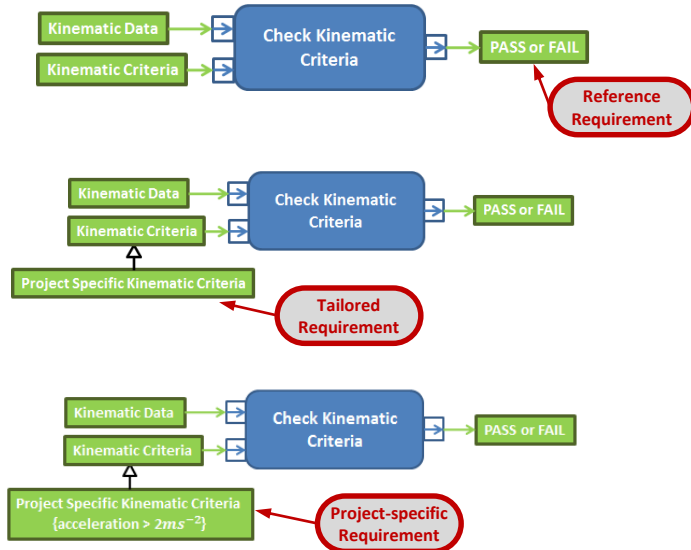 Kinematic Data
Kinematic Criteria
Check Kinematic
Criteria
PASS or FAIL
Reference
Requirement
Kinematic Data
Kinematic Criteria
Check Kinematic
Criteria
PASS or FAIL
Project Specific Kinematic Criteria
Tailored
Requirement
Kinematic Data
Kinematic Criteria
Check Kinematic
Criteria
PASS or FAIL
Project Specific Kinematic Criteria
{acceleration > 2ms⁻²}
Project-specific
Requirement